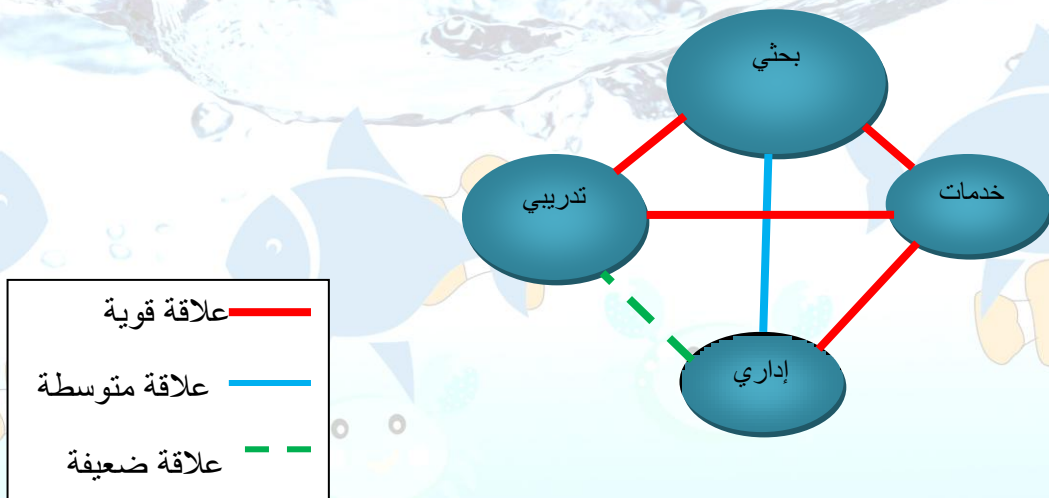 بحثي
تدريبي
خدمات
إداري
علاقة قوية
علاقة متوسطة
علاقة ضعيفة